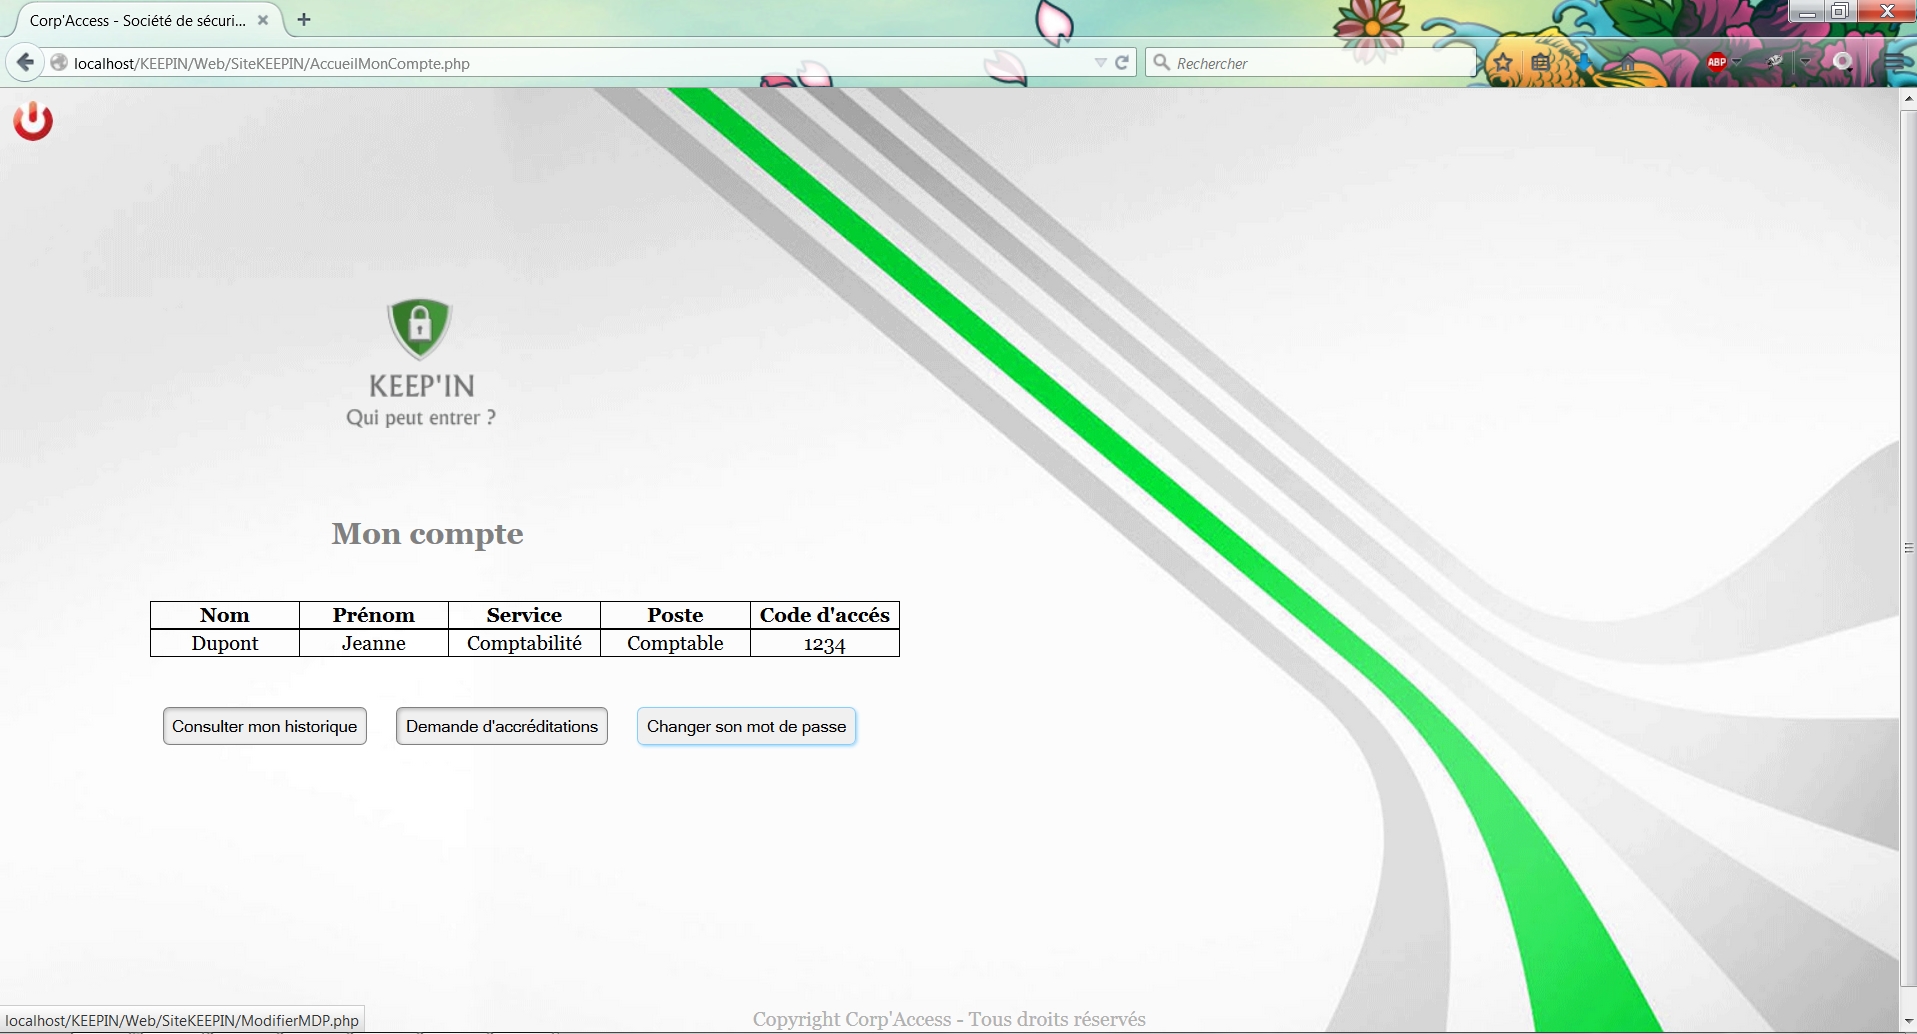 Corp'Access - Société de sécuri...
localhost/KEEPIN/Web/SiteKEEPIN/AccueilMonCompte.php
Rechercher
ABP
KEEP'IN
Qui peut entrer ?
Mon compte
Nom Prénom Service Poste Code d'accés
Dupont Jeanne Comptabilité Comptable 1234
Consulter mon historique Demande d'accréditations Changer son mot de passe
Copyright Corp'Access - Tous droits réservés
localhost/KEEPIN/Web/SiteKEEPIN/ModifierMDP.php